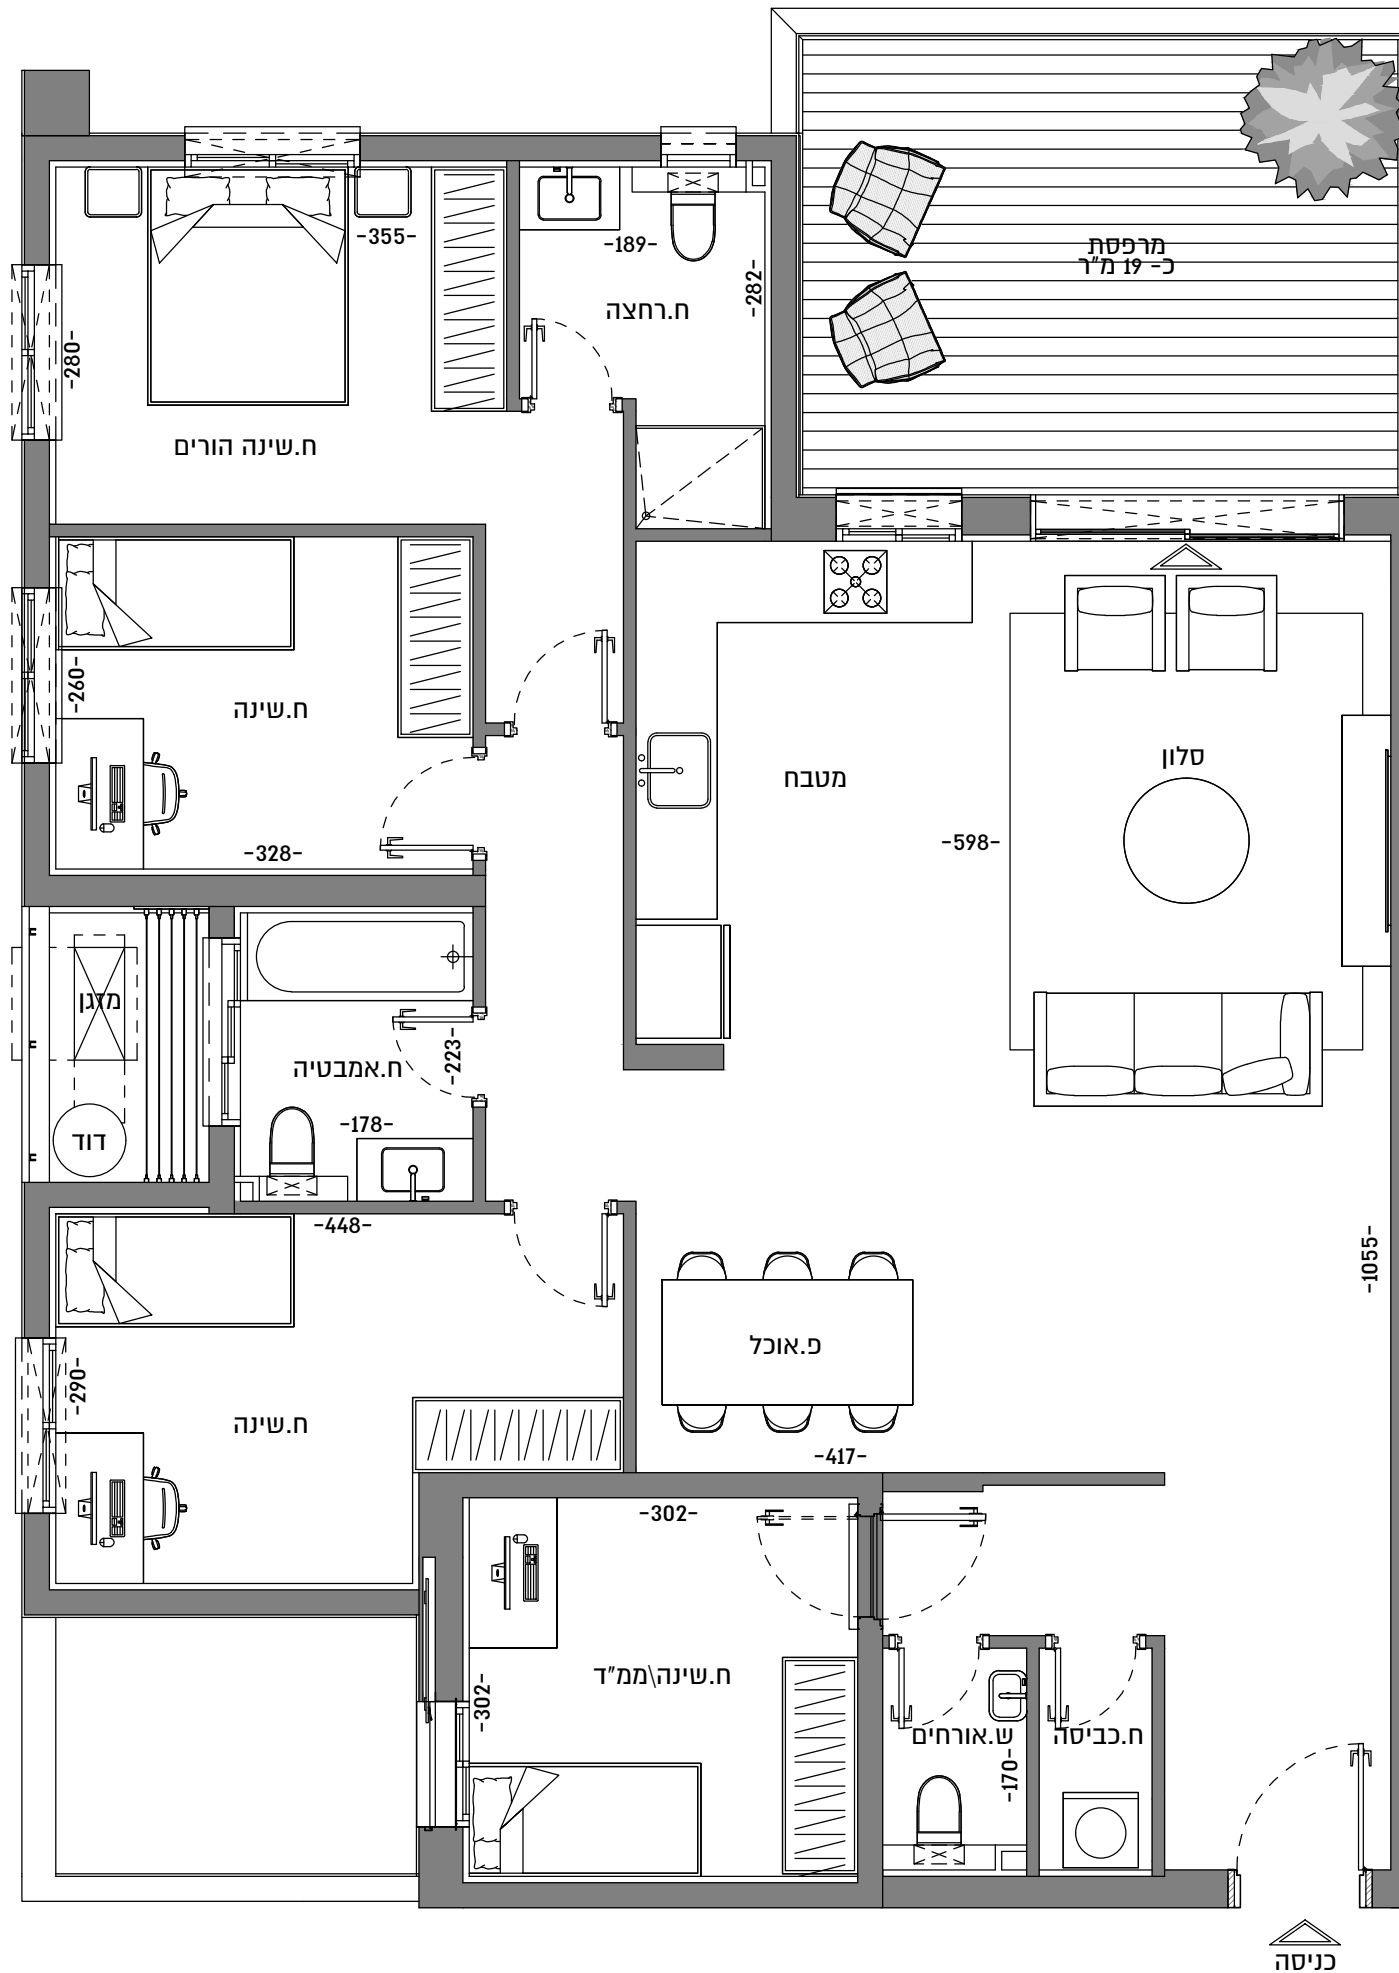 -355-
-189-
-282-
מרפסת
כ- 19 מ"ר
ח.רחצה
-280-
ח.שינה הורים
-260-
ח.שינה
סלון
מטבח
-598-
-328-
מזגן
-223-
ח.אמבטיה
-178-
דוד
-448-
-1055-
פ.אוכל
-290-
ח.שינה
-417-
-302-
ח.שינה\ממ"ד
-302-
ש.אורחים
ח.כביסה
-170-
כניסה